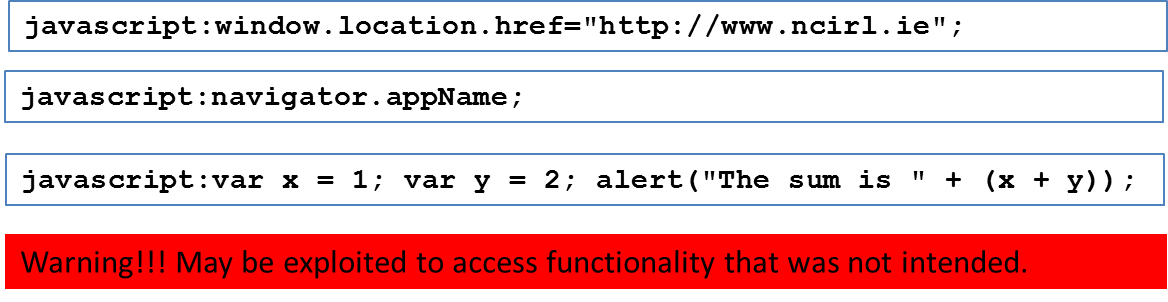 javascript:window.location.href="http://www.ncirl.ie";
javascript:navigator.appName;
javascript:var x = 1; var y = 2; alert("The sum is " + (x + y));
Warning!!! May be exploited to access functionality that was not intended.